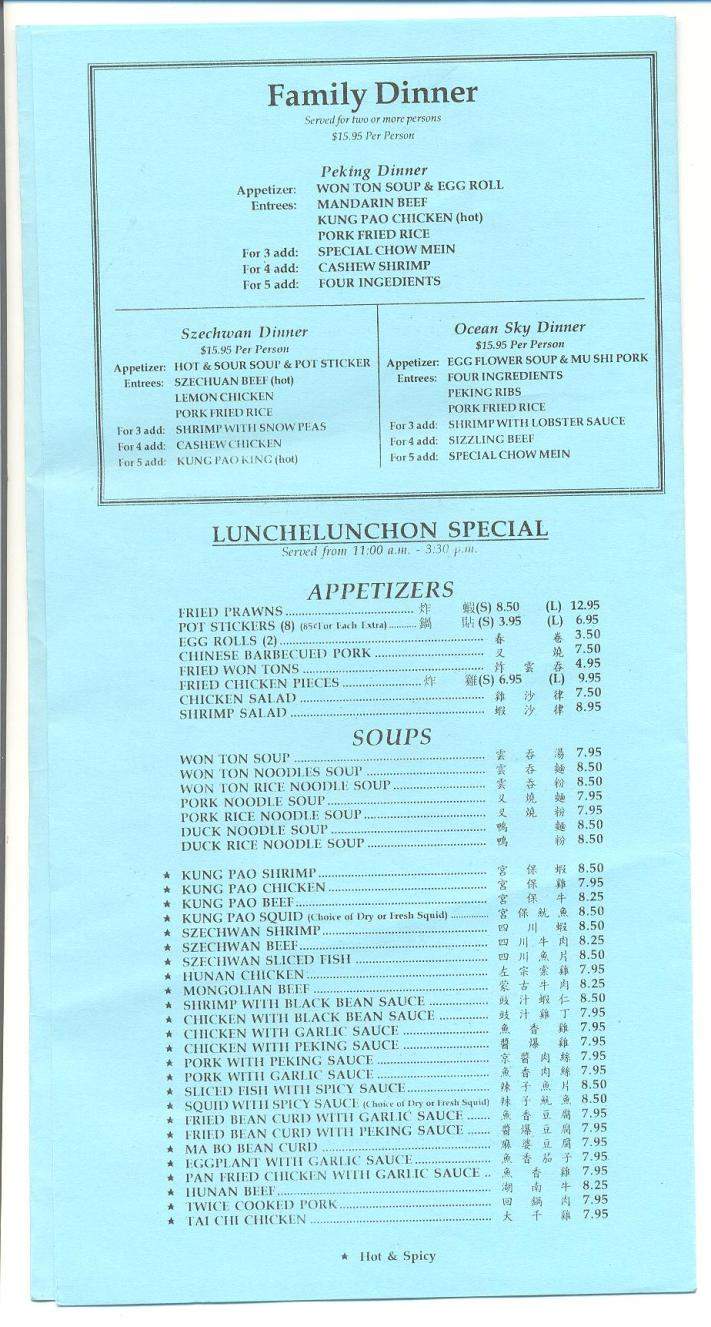 Family Dinner
Served for two or more persons
$15.95 Per Person
Peking Dinner
Appetizer: WON TON SOUP & EGG ROLL
Entrees: MANDARIN BEEF
KUNG PAO CHICKEN (hot)
PORK FRIED RICE
For 3 add: SPECIAL CHOW MEIN
For 4 add: CASHEW SHRIMP
For 5 add: FOUR INGEDIENTS
Szechwan Dinner
$15.95 Per Person
Appetizer: HOT & SOUR SOUP & POT STICKER
Entrees: SZECHUAN BEEF (hot)
LEMON CHICKEN
PORK FRIED RICE
For 3 add: SHRIMP WITH SNOW PEAS
For 4 add: CASHEW CHICKEN
For 5 add: KUNG PAO KING (hot)
Ocean Sky Dinner
$15.95 Per Person
Appetizer: EGG FLOWER SOUP & MU SHI PORK
Entrees: FOUR INGREDIENTS
PEKING RIBS
PORK FRIED RICE
For 3 add: SHRIMP WITH LOBSTER SAUCE
For 4 add: SIZZLING BEEF
For 5 add: SPECIAL CHOW MEIN
LUNCHELUNCHON SPECIAL
Served from 11:00 a.m. - 3:30 p.m.
APPETIZERS
FRIED PRAWNS 炸 蝦 (S) 8.50 (L) 12.95
POT STICKERS (8) (85¢ For Each Extra) 鍋 貼 (S) 3.95 (L) 6.95
EGG ROLLS (2) 春 卷 3.50
CHINESE BARBECUED PORK 叉 燒 7.50
FRIED WON TONS 炸 雲 吞 4.95
FRIED CHICKEN PIECES 炸 雞 (S) 6.95 (L) 9.95
CHICKEN SALAD 雞 沙 律 7.50
SHRIMP SALAD 蝦 沙 律 8.95
SOUPS
WON TON SOUP 雲 吞 湯 7.95
WON TON NOODLES SOUP 雲 吞 麵 8.50
WON TON RICE NOODLE SOUP 雲 吞 粉 8.50
PORK NOODLE SOUP 叉 燒 麵 7.95
PORK RICE NOODLE SOUP 叉 燒 粉 7.95
DUCK NOODLE SOUP 鴨 麵 8.50
DUCK RICE NOODLE SOUP 鴨 粉 8.50
★ KUNG PAO SHRIMP 宮 保 蝦 8.50
★ KUNG PAO CHICKEN 宮 保 雞 7.95
★ KUNG PAO BEEF 宮 保 牛 8.25
★ KUNG PAO SQUID (Choice of Dry or Fresh Squid) 宮 保 魷 魚 8.50
★ SZECHWAN SHRIMP 四 川 蝦 8.50
★ SZECHWAN BEEF 四 川 牛 肉 8.25
★ SZECHWAN SLICED FISH 四 川 魚 片 8.50
★ HUNAN CHICKEN 左 宗 棠 雞 7.95
★ MONGOLIAN BEEF 蒙 古 牛 肉 8.25
★ SHRIMP WITH BLACK BEAN SAUCE 豉 汁 蝦 仁 8.50
★ CHICKEN WITH BLACK BEAN SAUCE 豉 汁 雞 丁 7.95
★ CHICKEN WITH GARLIC SAUCE 魚 香 雞 7.95
★ CHICKEN WITH PEKING SAUCE 醬 爆 雞 7.95
★ PORK WITH PEKING SAUCE 京 醬 肉 絲 7.95
★ PORK WITH GARLIC SAUCE 魚 香 肉 絲 7.95
★ SLICED FISH WITH SPICY SAUCE 辣 子 魚 片 8.50
★ SQUID WITH SPICY SAUCE (Choice of Dry or Fresh Squid) 辣 子 魷 魚 8.50
★ FRIED BEAN CURD WITH GARLIC SAUCE 魚 香 豆 腐 7.95
★ FRIED BEAN CURD WITH PEKING SAUCE 醬 爆 豆 腐 7.95
★ MA BO BEAN CURD 麻 婆 豆 腐 7.95
★ EGGPLANT WITH GARLIC SAUCE 魚 香 茄 子 7.95
★ PAN FRIED CHICKEN WITH GARLIC SAUCE 魚 香 雞 7.95
★ HUNAN BEEF 湖 南 牛 8.25
★ TWICE COOKED PORK 回 鍋 肉 7.95
★ TAI CHI CHICKEN 大 千 雞 7.95
★ Hot & Spicy